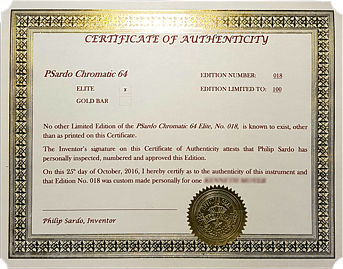 CERTIFICATE OF AUTHENTICITY
PSardo Chromatic 64
EDITION NUMBER: 018
ELITE x
EDITION LIMITED TO: 100
GOLD BAR
No other Limited Edition of the PSardo Chromatic 64 Elite, No. 018, is known to exist, other
than as printed on this Certificate.
The Inventor's signature on this Certificate of Authenticity attests that Philip Sardo has
personally inspected, numbered and approved this Edition.
On this 25th day of October, 2016, I hereby certify as to the authenticity of this instrument and
that Edition No. 018 was custom made personally for one
Philip Sardo, Inventor